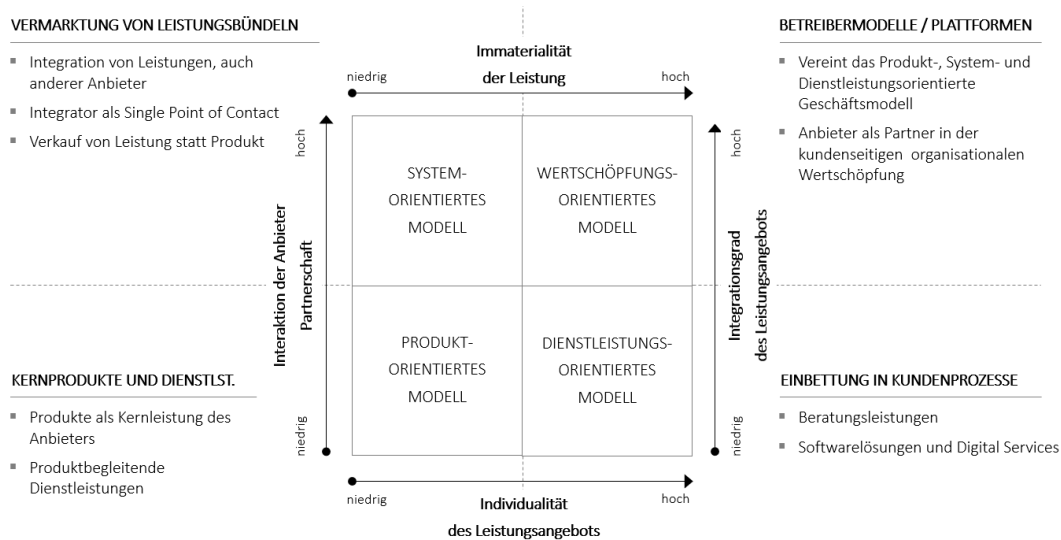 VERMARKTUNG VON LEISTUNGSBÜNDELN
Integration von Leistungen, auch
anderer Anbieter
Integrator als Single Point of Contact
Verkauf von Leistung statt Produkt
Immaterialität
der Leistung
niedrig
hoch
BETREIBERMODELLE / PLATTFORMEN
Vereint das Produkt-, System- und
Dienstleistungsorientierte
Geschäftsmodell
Anbieter als Partner in der
kundenseitigen organisationalen
Wertschöpfung
Interaktion der Anbieter
Partnerschaft
hoch
niedrig
SYSTEM-
ORIENTIERTES
MODELL
WERTSCHÖPFUNGS-
ORIENTIERTES
MODELL
PRODUKT-
ORIENTIERTES
MODELL
DIENSTLEISTUNGS-
ORIENTIERTES
MODELL
hoch
niedrig
Integrationsgrad
des Leistungsangebots
KERNPRODUKTE UND DIENSTLST.
Produkte als Kernleistung des
Anbieters
Produktbegleitende
Dienstleistungen
niedrig
hoch
Individualität
des Leistungsangebots
EINBETTUNG IN KUNDENPROZESSE
Beratungsleistungen
Softwarelösungen und Digital Services